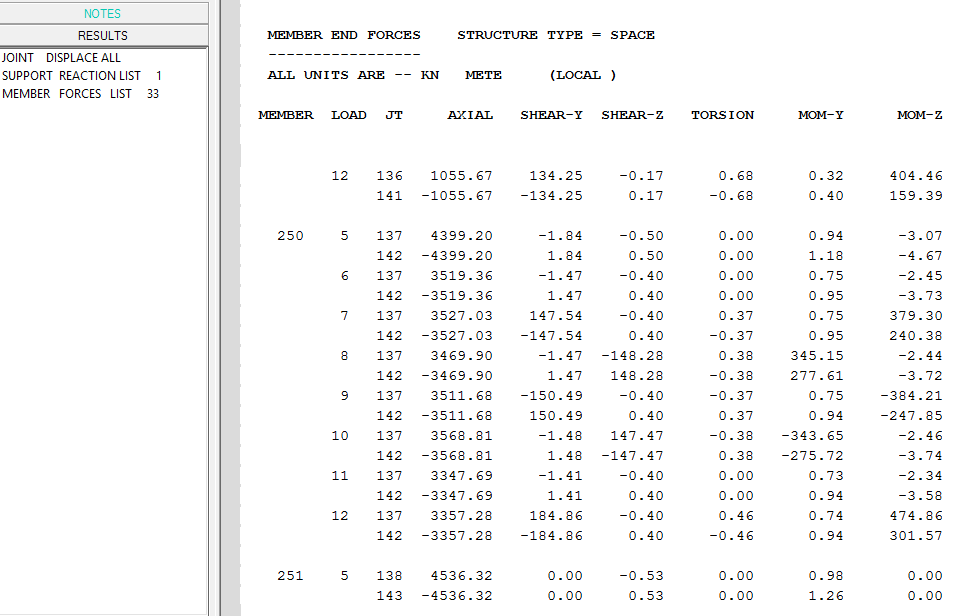 NOTES
RESULTS
JOINT DISPLACE ALL
SUPPORT REACTION LIST 1
MEMBER FORCES LIST 33
MEMBER END FORCES STRUCTURE TYPE = SPACE
-----------------
ALL UNITS ARE -- KN METE (LOCAL )
MEMBER LOAD JT AXIAL SHEAR-Y SHEAR-Z TORSION MOM-Y MOM-Z
12 136 1055.67 134.25 -0.17 0.68 0.32 404.46
141 -1055.67 -134.25 0.17 -0.68 0.40 159.39
250 5 137 4399.20 -1.84 -0.50 0.00 0.94 -3.07
142 -4399.20 1.84 0.50 0.00 1.18 -4.67
6 137 3519.36 -1.47 -0.40 0.00 0.75 -2.45
142 -3519.36 1.47 0.40 0.00 0.95 -3.73
7 137 3527.03 147.54 -0.40 0.37 0.75 379.30
142 -3527.03 -147.54 0.40 -0.37 0.95 240.38
8 137 3469.90 -1.47 -148.28 0.38 345.15 -2.44
142 -3469.90 1.47 148.28 -0.38 277.61 -3.72
9 137 3511.68 -150.49 -0.40 -0.37 0.75 -384.21
142 -3511.68 150.49 0.40 0.37 0.94 -247.85
10 137 3568.81 -1.48 147.47 -0.38 -343.65 -2.46
142 -3568.81 1.48 -147.47 0.38 -275.72 -3.74
11 137 3347.69 -1.41 -0.40 0.00 0.73 -2.34
142 -3347.69 1.41 0.40 0.00 0.94 -3.58
12 137 3357.28 184.86 -0.40 0.46 0.74 474.86
142 -3357.28 -184.86 0.40 -0.46 0.94 301.57
251 5 138 4536.32 0.00 -0.53 0.00 0.98 0.00
143 -4536.32 0.00 0.53 0.00 1.26 0.00